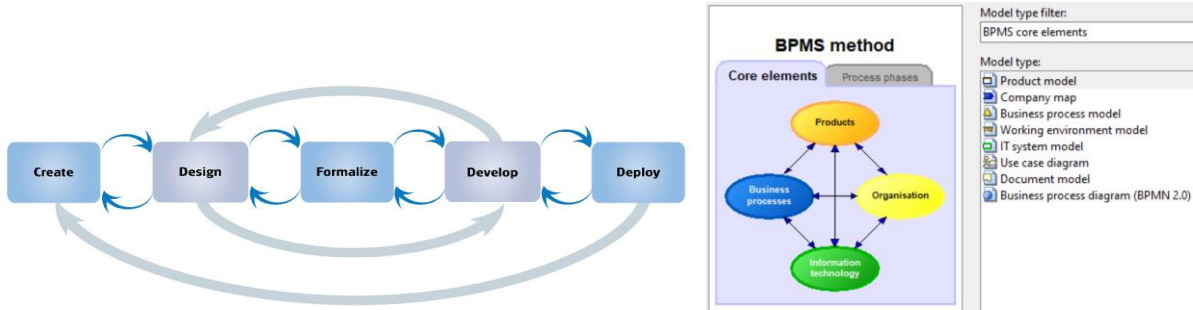 Create
Design
Formalize
Develop
Deploy
BPMS method
Core elements
Process phases
Products
Business
processes
Organisation
Information
technology
Model type filter:
BPMS core elements
Model type:
Product model
Company map
Business process model
Working environment model
IT system model
Use case diagram
Document model
Business process diagram (BPMN 2.0)